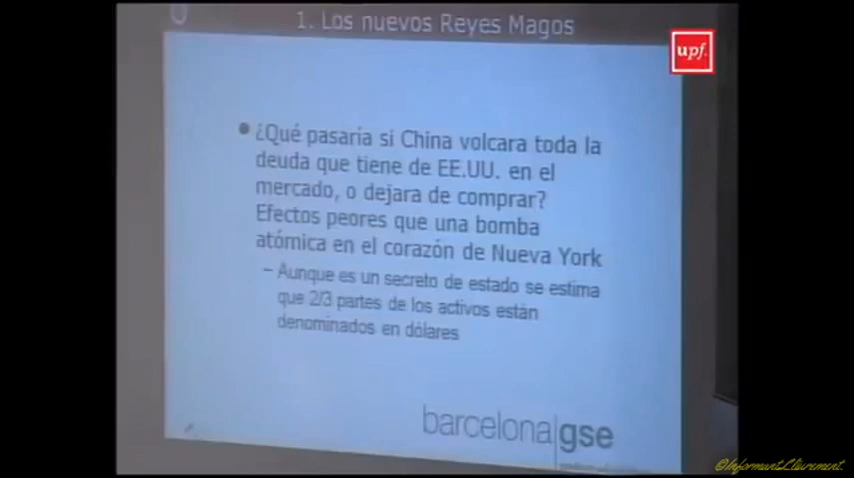 1. Los nuevos Reyes Magos
upf.
• ¿Qué pasaría si China volcara toda la
deuda que tiene de EE.UU. en el
mercado, o dejara de comprar?
Efectos peores que una bomba
atómica en el corazón de Nueva York
– Aunque es un secreto de estado se estima
que 2/3 partes de los activos están
denominados en dólares
barcelona|gse
@InformantLliurement.